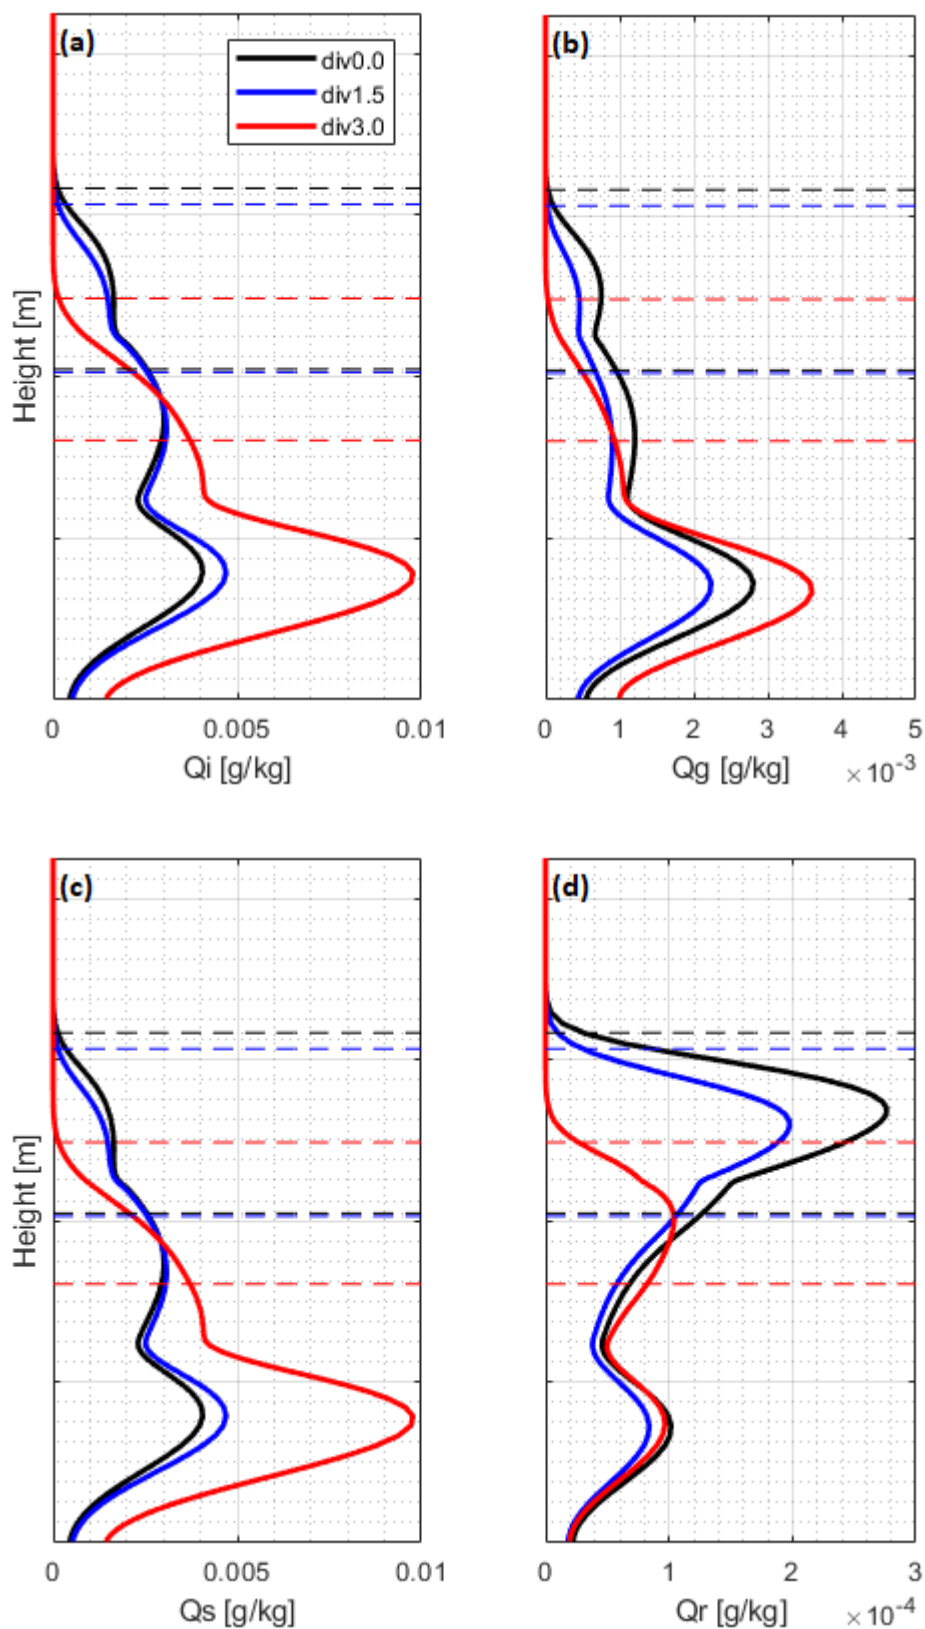 (a)
div0.0
div1.5
div3.0
Height [m]
0 0.005 0.01
Qi [g/kg]
(b)
0 1 2 3 4 5
Qg [g/kg] ×10-3
(c)
Height [m]
0 0.005 0.01
Qs [g/kg]
(d)
0 1 2 3
Qr [g/kg] ×10-4